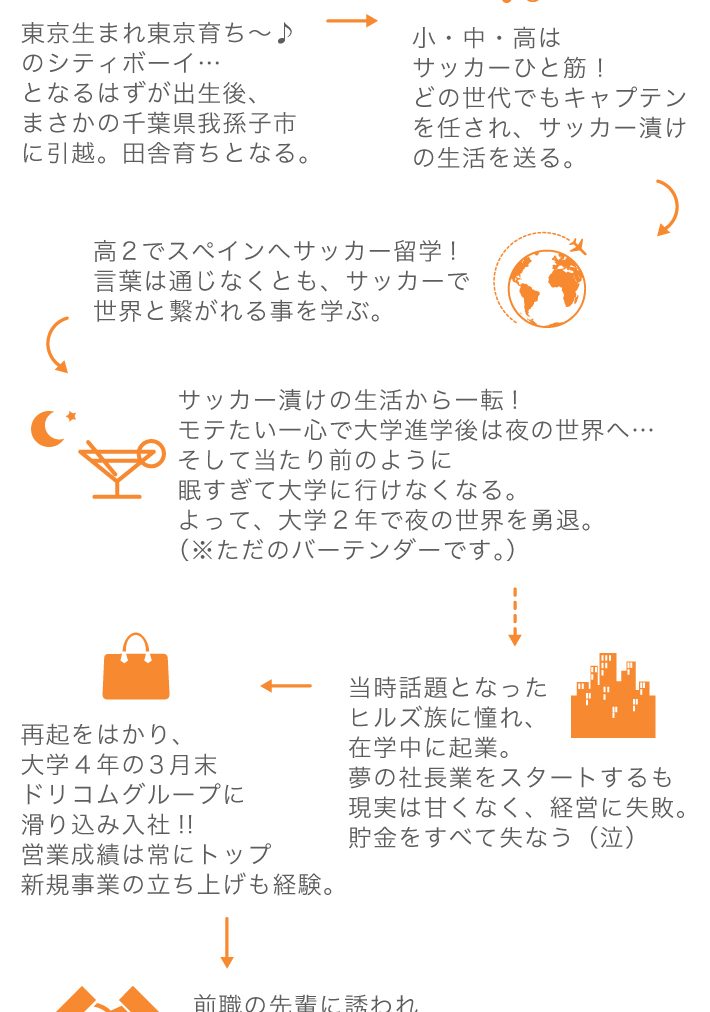 東京生まれ東京育ち〜♪
のシティボーイ…
となるはずが出生後、
まさかの千葉県我孫子市
に引越。田舎育ちとなる。
小・中・高は
サッカーひと筋！
どの世代でもキャプテン
を任され、サッカー漬け
の生活を送る。
高２でスペインへサッカー留学！
言葉は通じなくとも、サッカーで
世界と繋がれる事を学ぶ。
サッカー漬けの生活から一転！
モテたい一心で大学進学後は夜の世界へ…
そして当たり前のように
眠すぎて大学に行けなくなる。
よって、大学２年で夜の世界を勇退。
（※ただのバーテンダーです。）
当時話題となった
ヒルズ族に憧れ、
在学中に起業。
夢の社長業をスタートするも
現実は甘くなく、経営に失敗。
貯金をすべて失なう（泣）
再起をはかり、
大学４年の３月末
ドリコムグループに
滑り込み入社!!
営業成績は常にトップ
新規事業の立ち上げも経験。
前職の先輩に誘われ